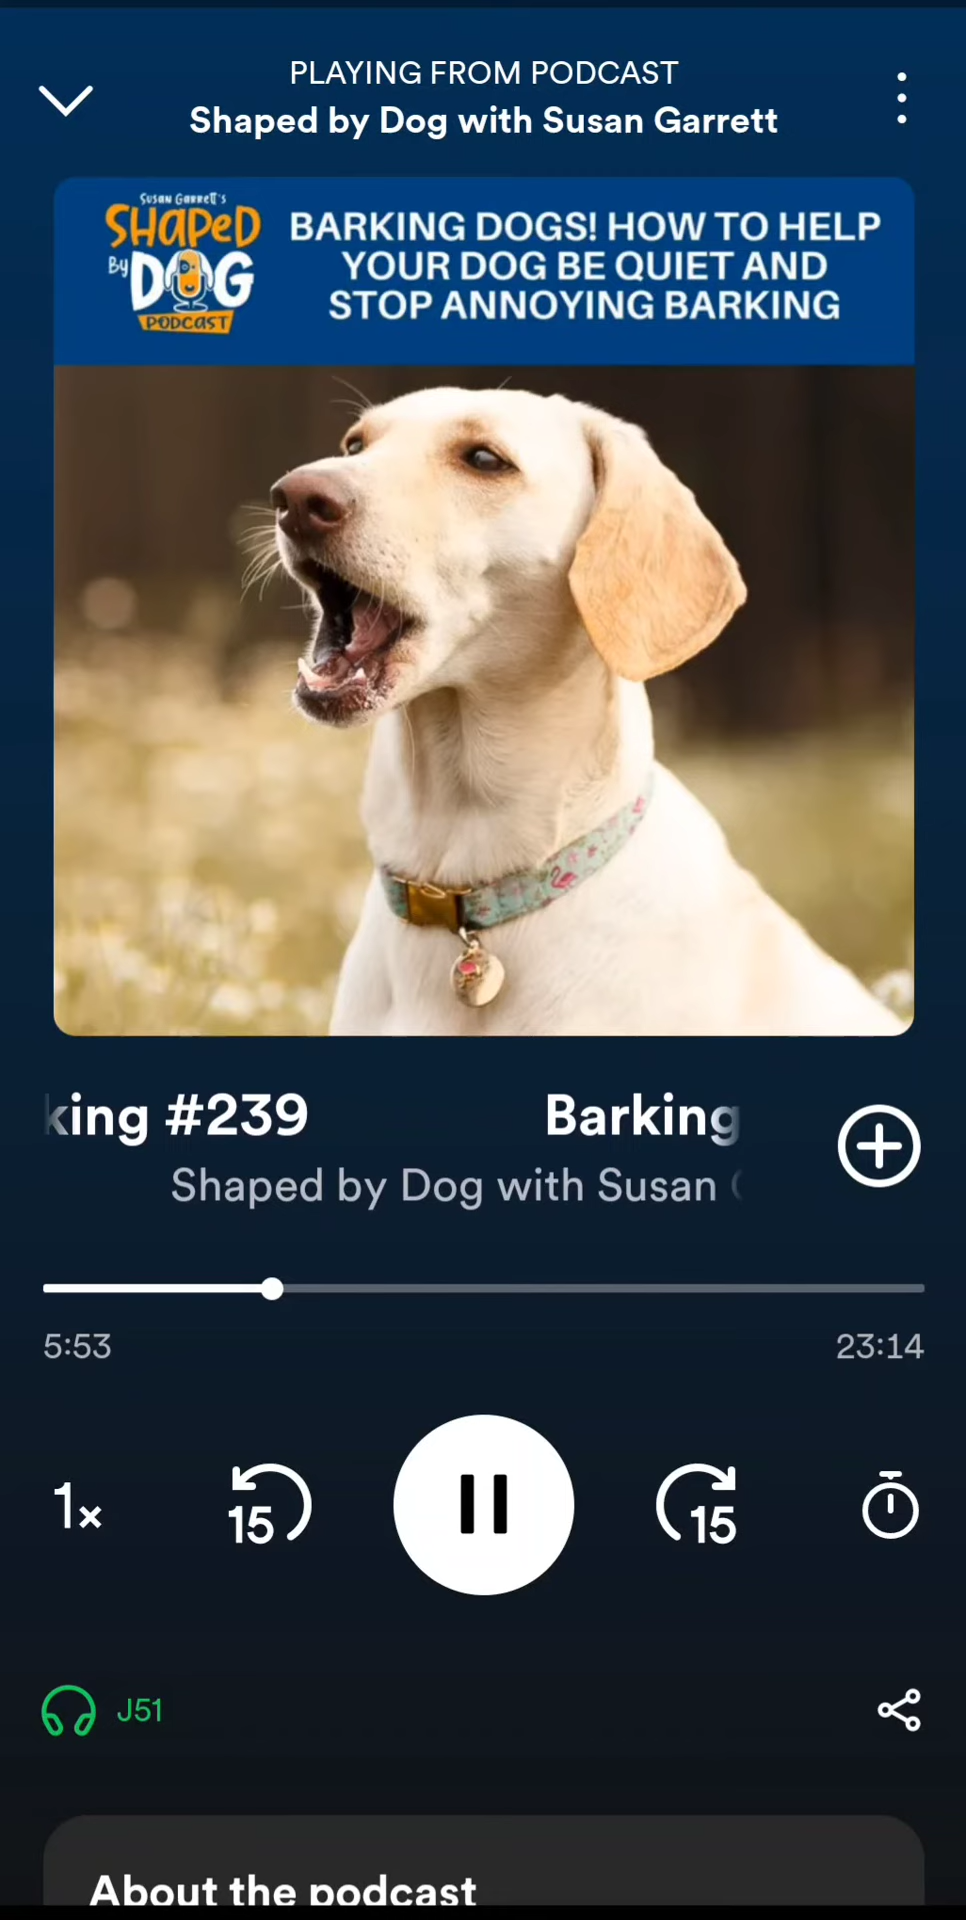 PLAYING FROM PODCAST
Shaped by Dog with Susan Garrett
Susan Garrett's
SHAPED
By DOG
PODCAST
BARKING DOGS! HOW TO HELP
YOUR DOG BE QUIET AND
STOP ANNOYING BARKING
king #239 Barking
Shaped by Dog with Susan
5:53 23:14
1x 15 15
J51
About the podcast